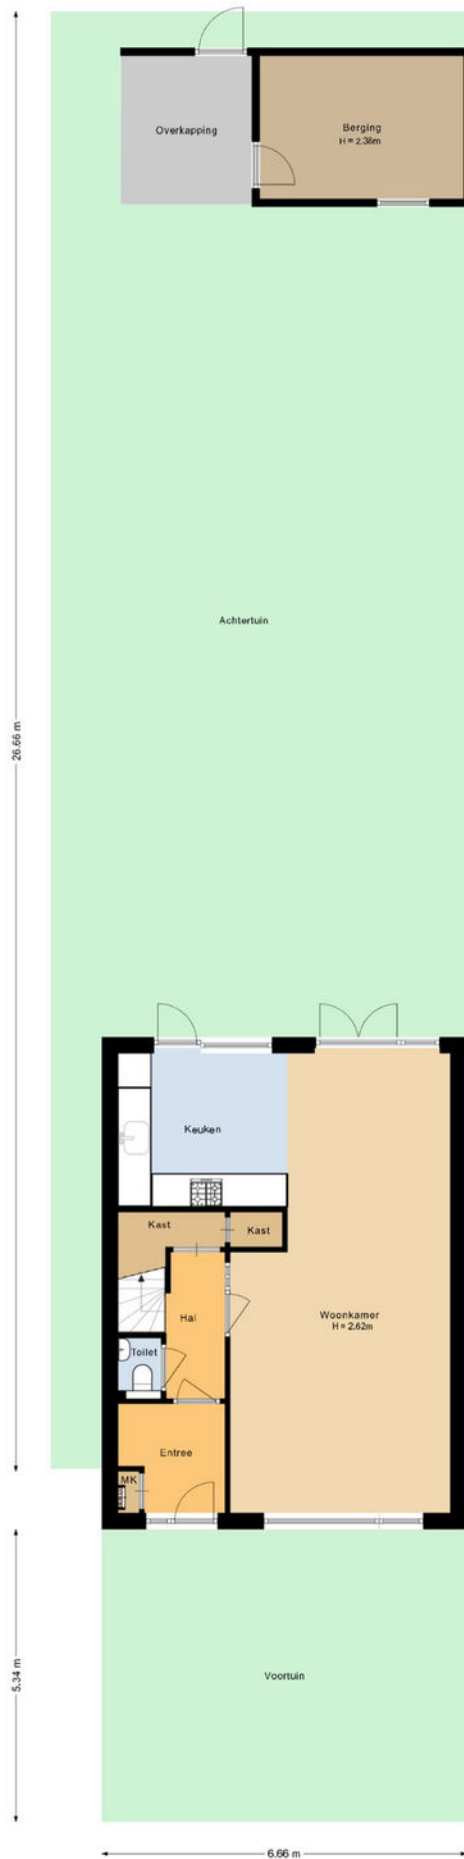 Overkapping
Berging
H = 2.38m
Achtertuin
26.66 m
Keuken
Kast
Kast
Hal
Woonkamer
H = 2.62m
Toilet
Entree
MK
5.34 m
Voortuin
6.66 m